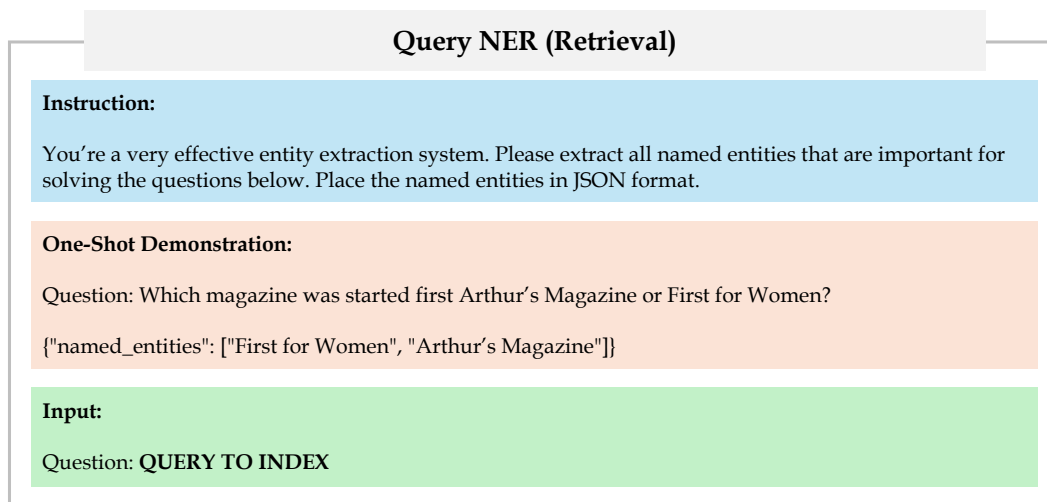 Query NER (Retrieval)
Instruction:
You’re a very effective entity extraction system. Please extract all named entities that are important for
solving the questions below. Place the named entities in JSON format.
One-Shot Demonstration:
Question: Which magazine was started first Arthur’s Magazine or First for Women?
{"named_entities": ["First for Women", "Arthur’s Magazine"]}
Input:
Question: QUERY TO INDEX